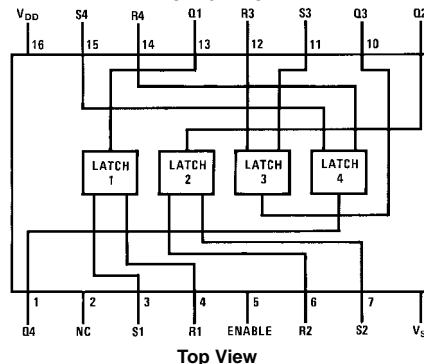 VDD S4 R4 Q1 R3 S3 Q3 Q2
16 15 14 13 12 11 10
LATCH 1
LATCH 2
LATCH 3
LATCH 4
1 2 3 4 5 6 7
Q4 NC S1 R1 ENABLE R2 S2
Top View